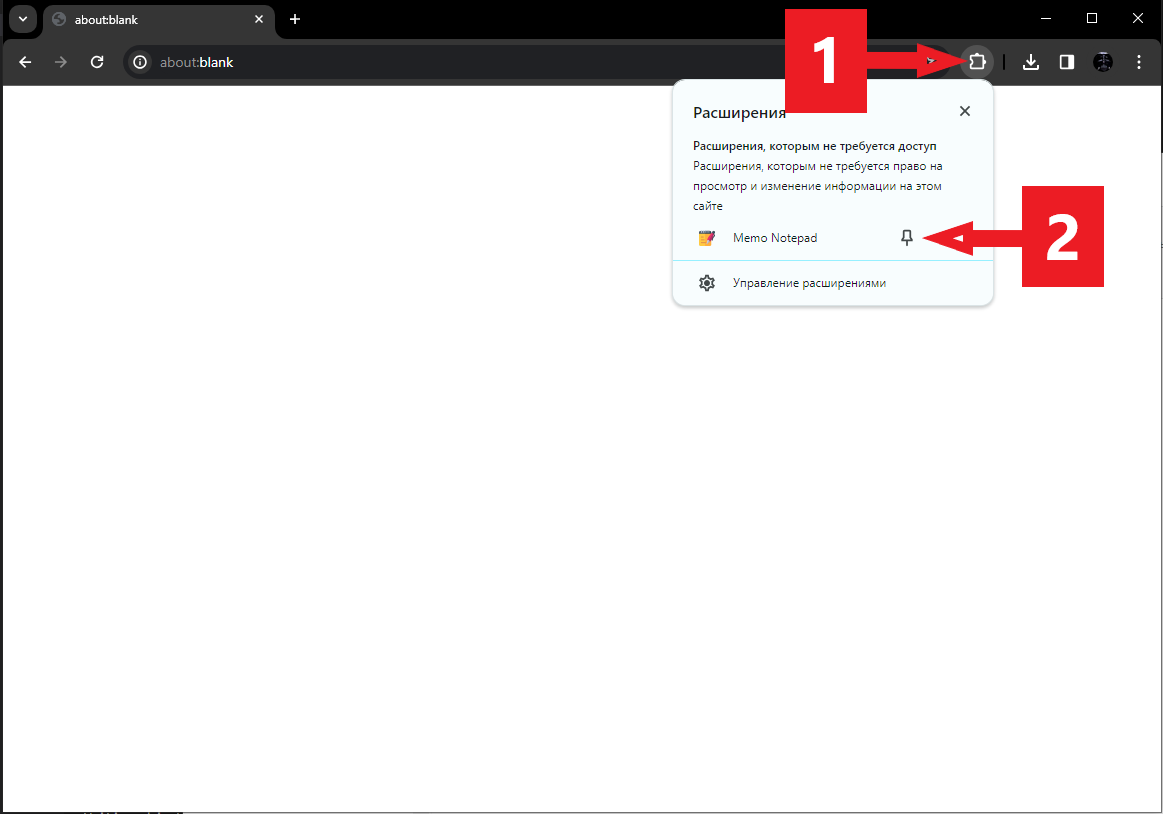 about:blank
about:blank
1
Расширения
Расширения, которым не требуется доступ
Расширения, которым не требуется право на
просмотр и изменение информации на этом
сайте
Memo Notepad
2
Управление расширениями